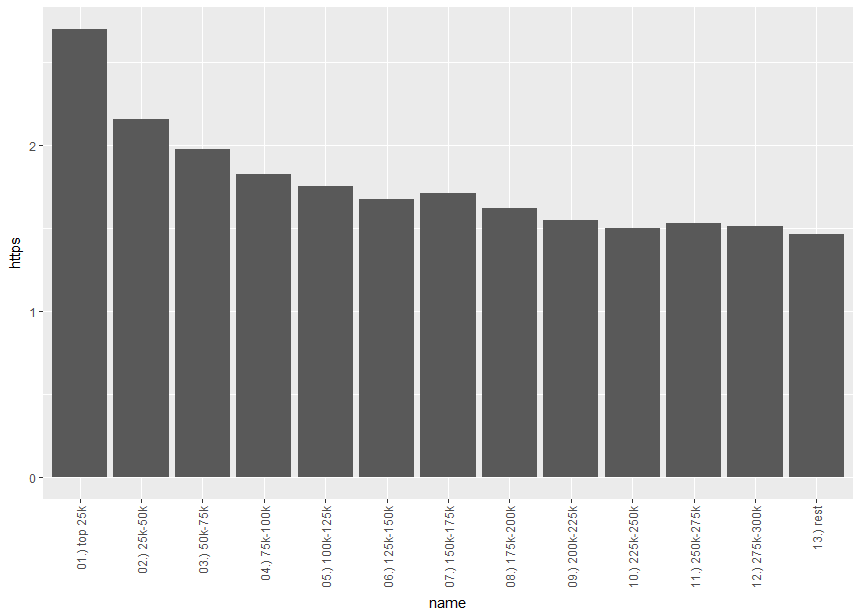 https
2
1
0
01.) top 25k
02.) 25k-50k
03.) 50k-75k
04.) 75k-100k
05.) 100k-125k
06.) 125k-150k
07.) 150k-175k
08.) 175k-200k
09.) 200k-225k
10.) 225k-250k
11.) 250k-275k
12.) 275k-300k
13.) rest
name